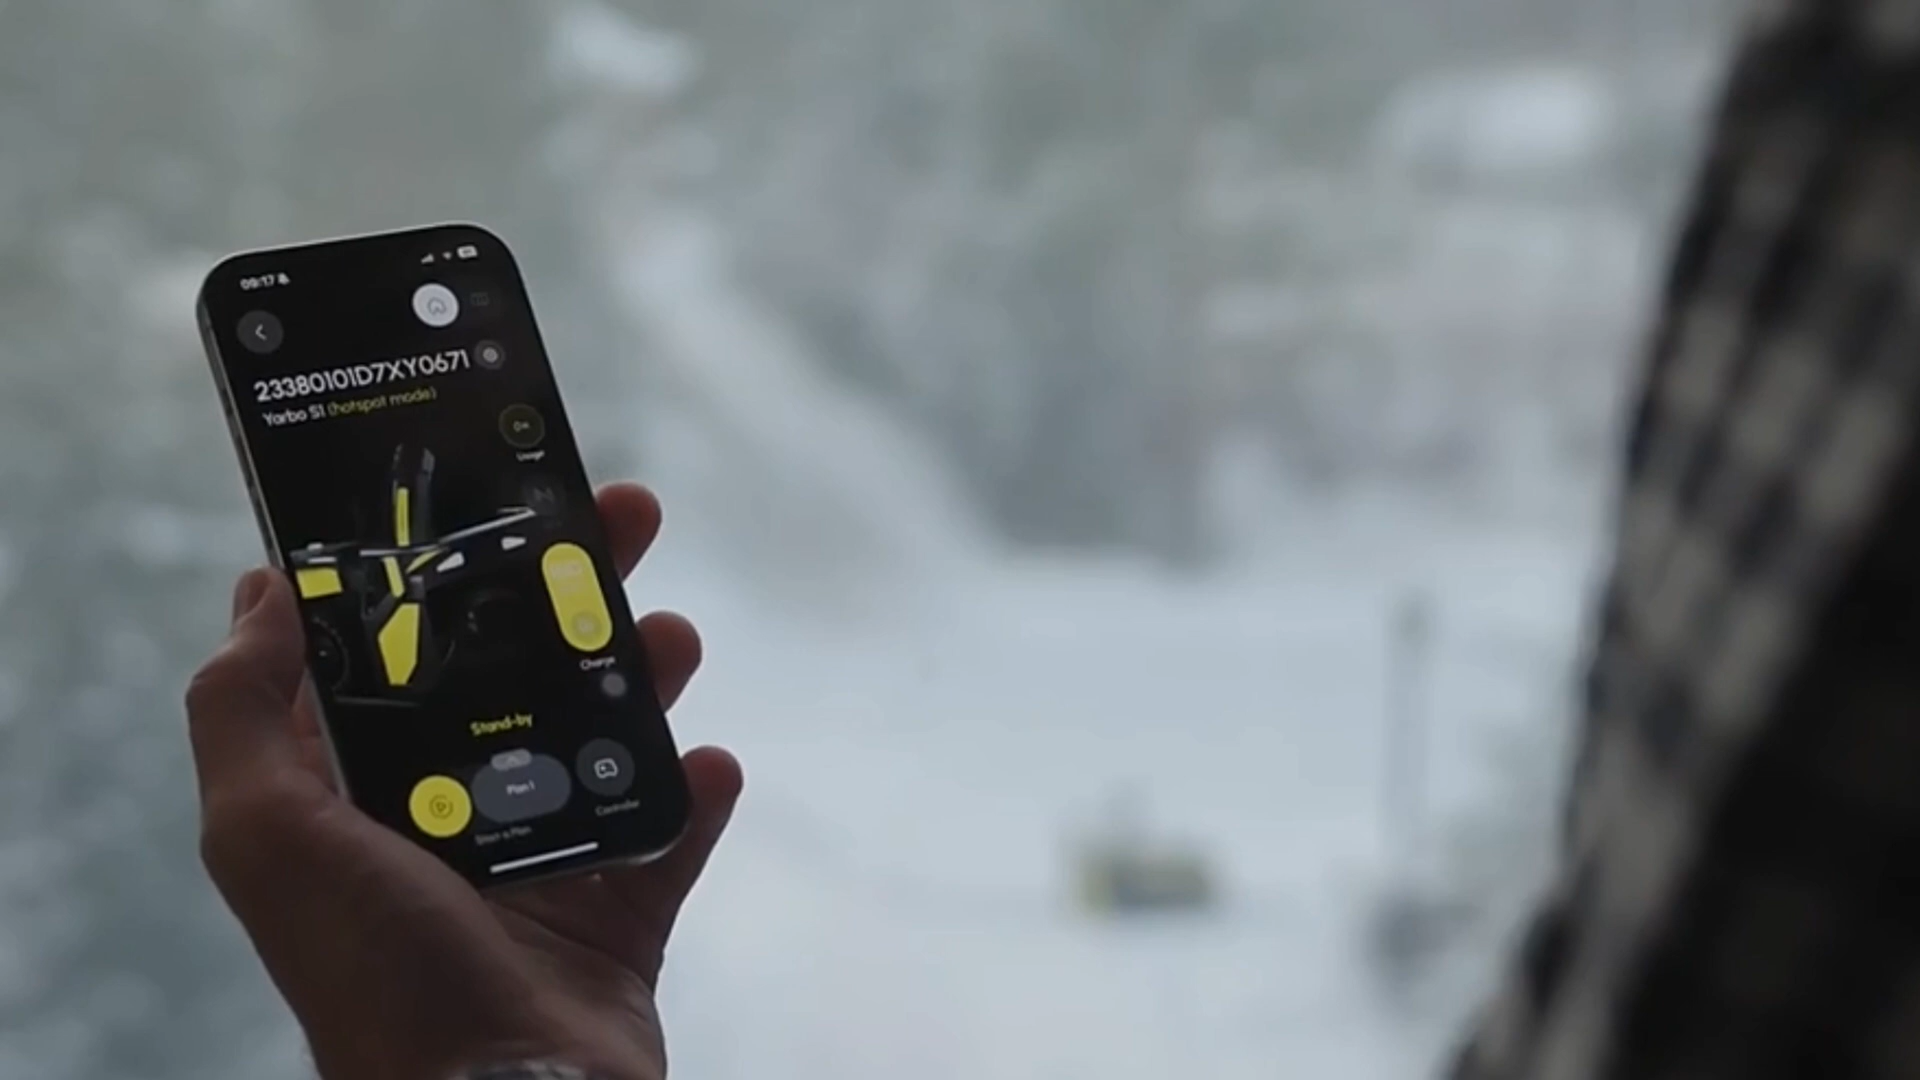 09:17
23380101D7XY0671
Yarbo S1 (hotspot mode)
Usage
Charge
Stand-by
Plan 1
Start a Plan
Controller